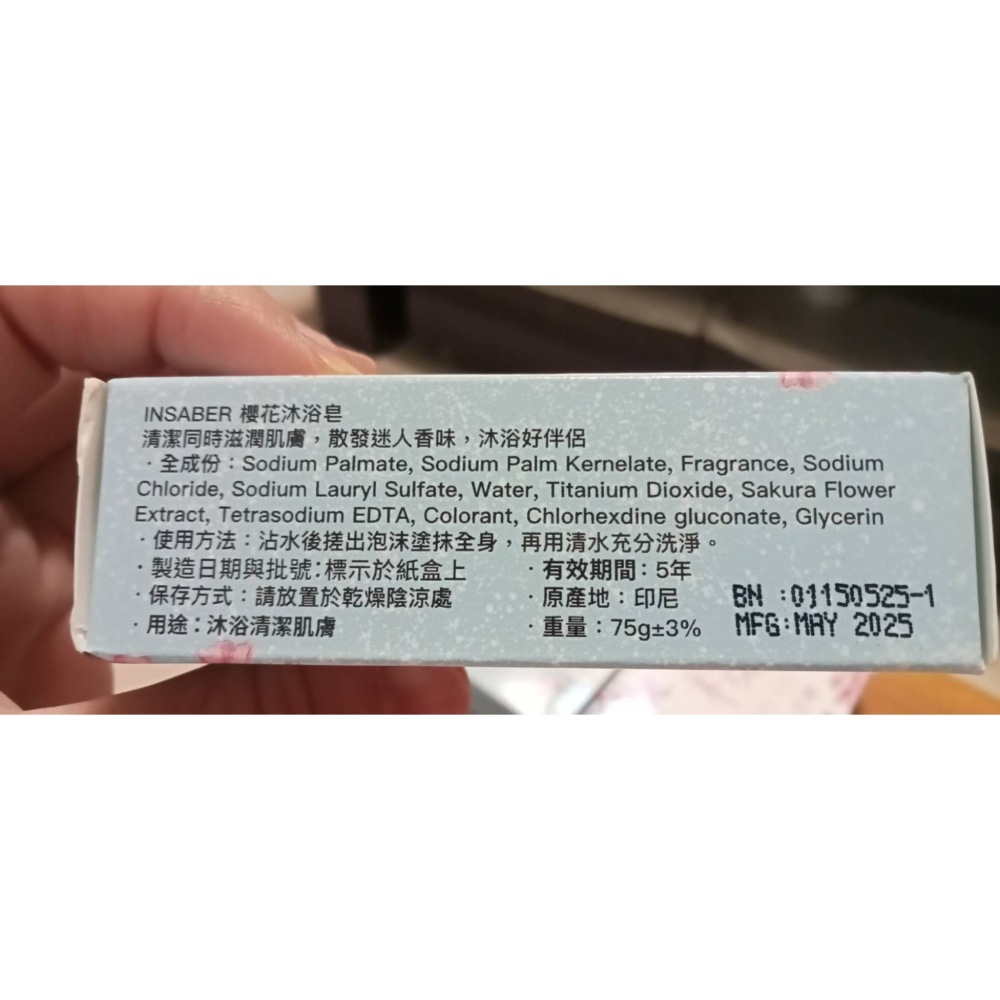 INSABER 櫻花沐浴皂
清潔同時滋潤肌膚，散發迷人香味，沐浴好伴侶
· 全成份：Sodium Palmate, Sodium Palm Kernelate, Fragrance, Sodium
Chloride, Sodium Lauryl Sulfate, Water, Titanium Dioxide, Sakura Flower
Extract, Tetrasodium EDTA, Colorant, Chlorhexdine gluconate, Glycerin
· 使用方法：沾水後搓出泡沫塗抹全身，再用清水充分洗淨。
· 製造日期與批號：標示於紙盒上 · 有效期間：5年
· 保存方式：請放置於乾燥陰涼處 · 原產地：印尼 BN :01150525-1
· 用途：沐浴清潔肌膚 · 重量：75g±3% MFG:MAY 2025